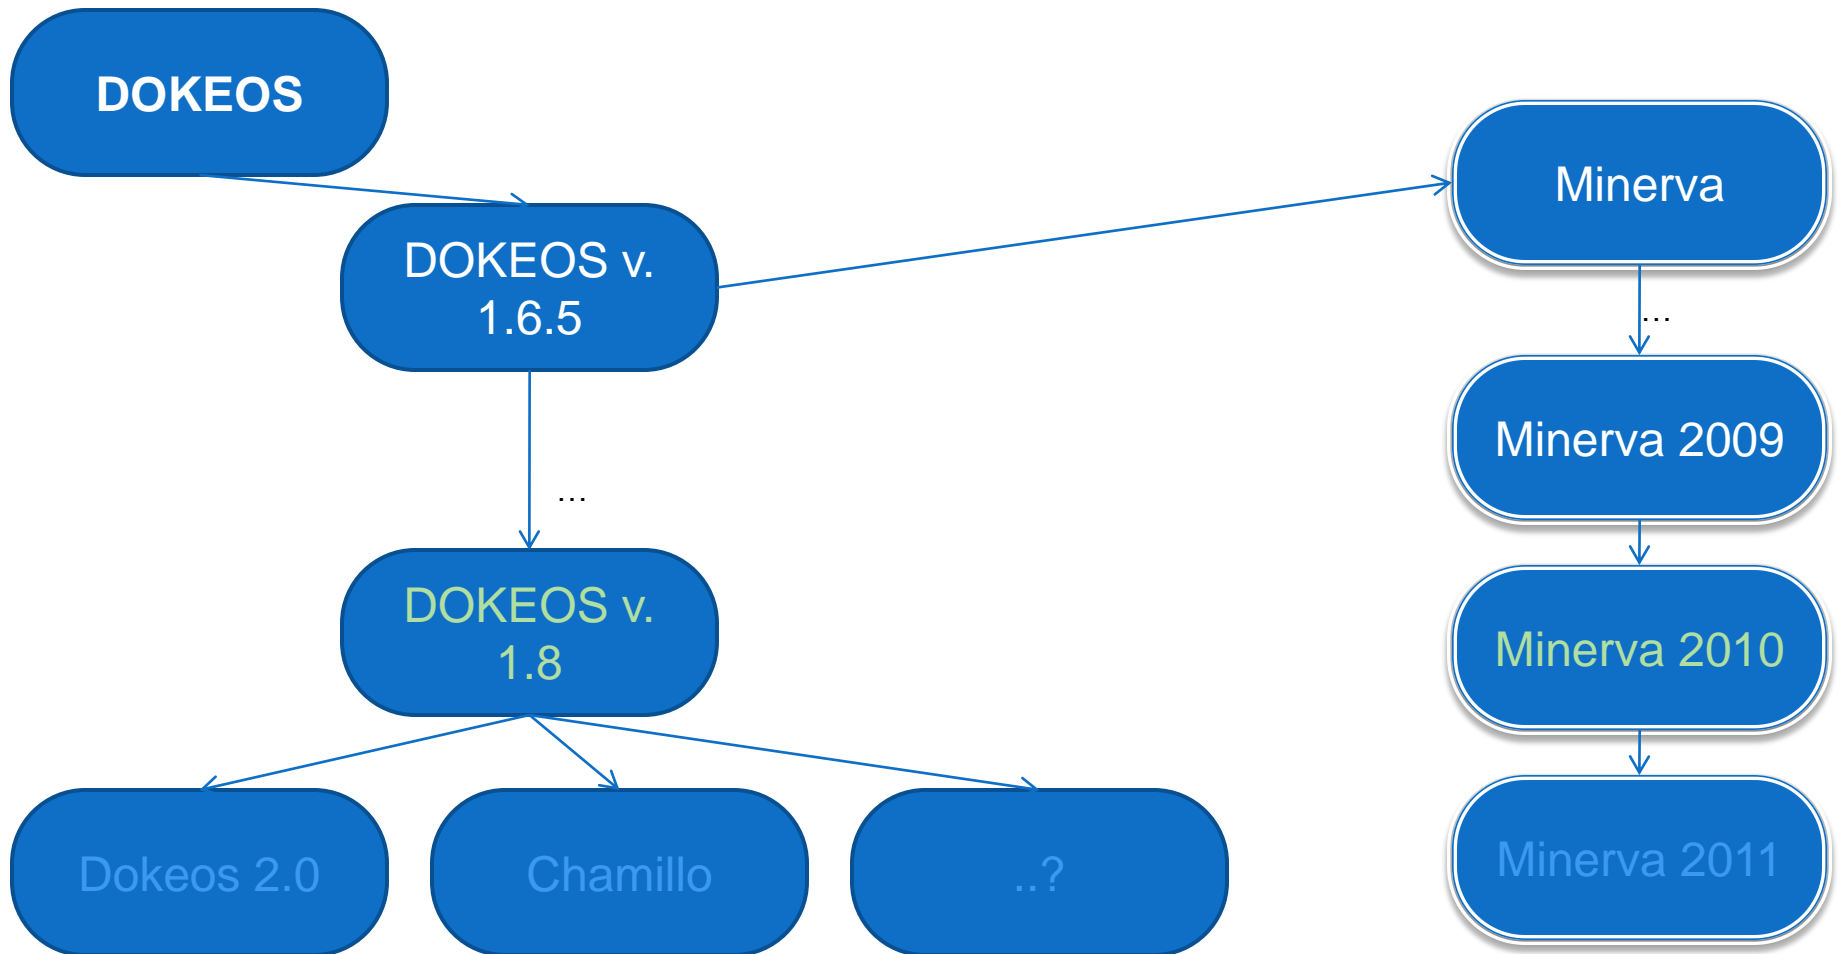 DOKEOS
DOKEOS v.
1.6.5
Minerva
...
Minerva 2009
...
DOKEOS v.
1.8
Minerva 2010
Dokeos 2.0
Chamillo
..?
Minerva 2011